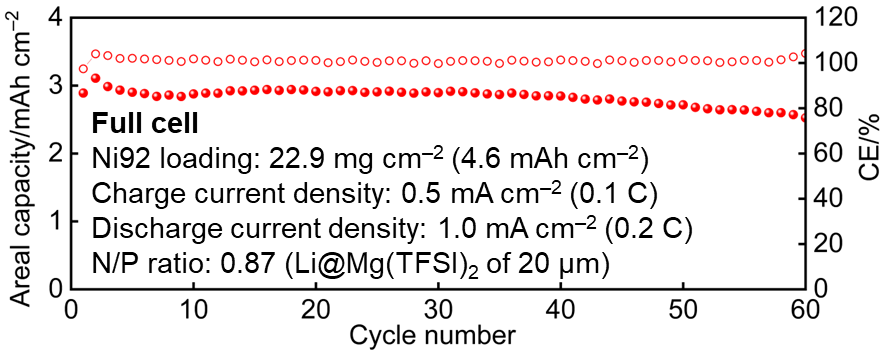 4
3
2
1
0
Areal capacity/mAh cm⁻²
120
100
80
60
40
20
0
CE/%
Full cell
Ni92 loading: 22.9 mg cm⁻² (4.6 mAh cm⁻²)
Charge current density: 0.5 mA cm⁻² (0.1 C)
Discharge current density: 1.0 mA cm⁻² (0.2 C)
N/P ratio: 0.87 (Li@Mg(TFSI)₂ of 20 μm)
0 10 20 30 40 50 60
Cycle number